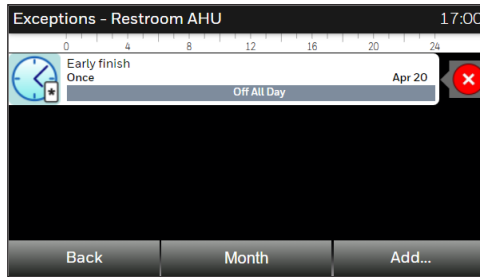 Exceptions - Restroom AHU 17:00
0 4 8 12 16 20 24
Early finish
Once Apr 20
Off All Day
*
Back Month Add...